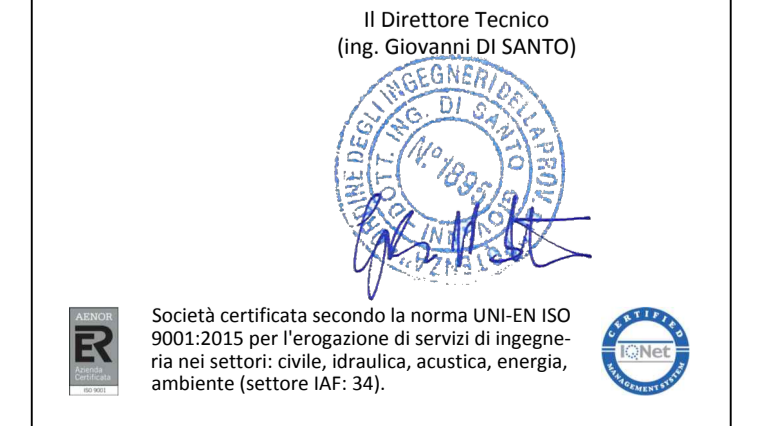 Il Direttore Tecnico
(ing. Giovanni DI SANTO)
ORDINE DEGLI INGEGNERI DELLA PROV. POTENZA
DOTT. ING. DI SANTO GIOVANNI
N° 1895
AENOR
ER
Azienda
Certificata
ISO 9001
Società certificata secondo la norma UNI-EN ISO
9001:2015 per l'erogazione di servizi di ingegne-
ria nei settori: civile, idraulica, acustica, energia,
ambiente (settore IAF: 34).
CERTIFIED
IQNet
MANAGEMENT SYSTEM